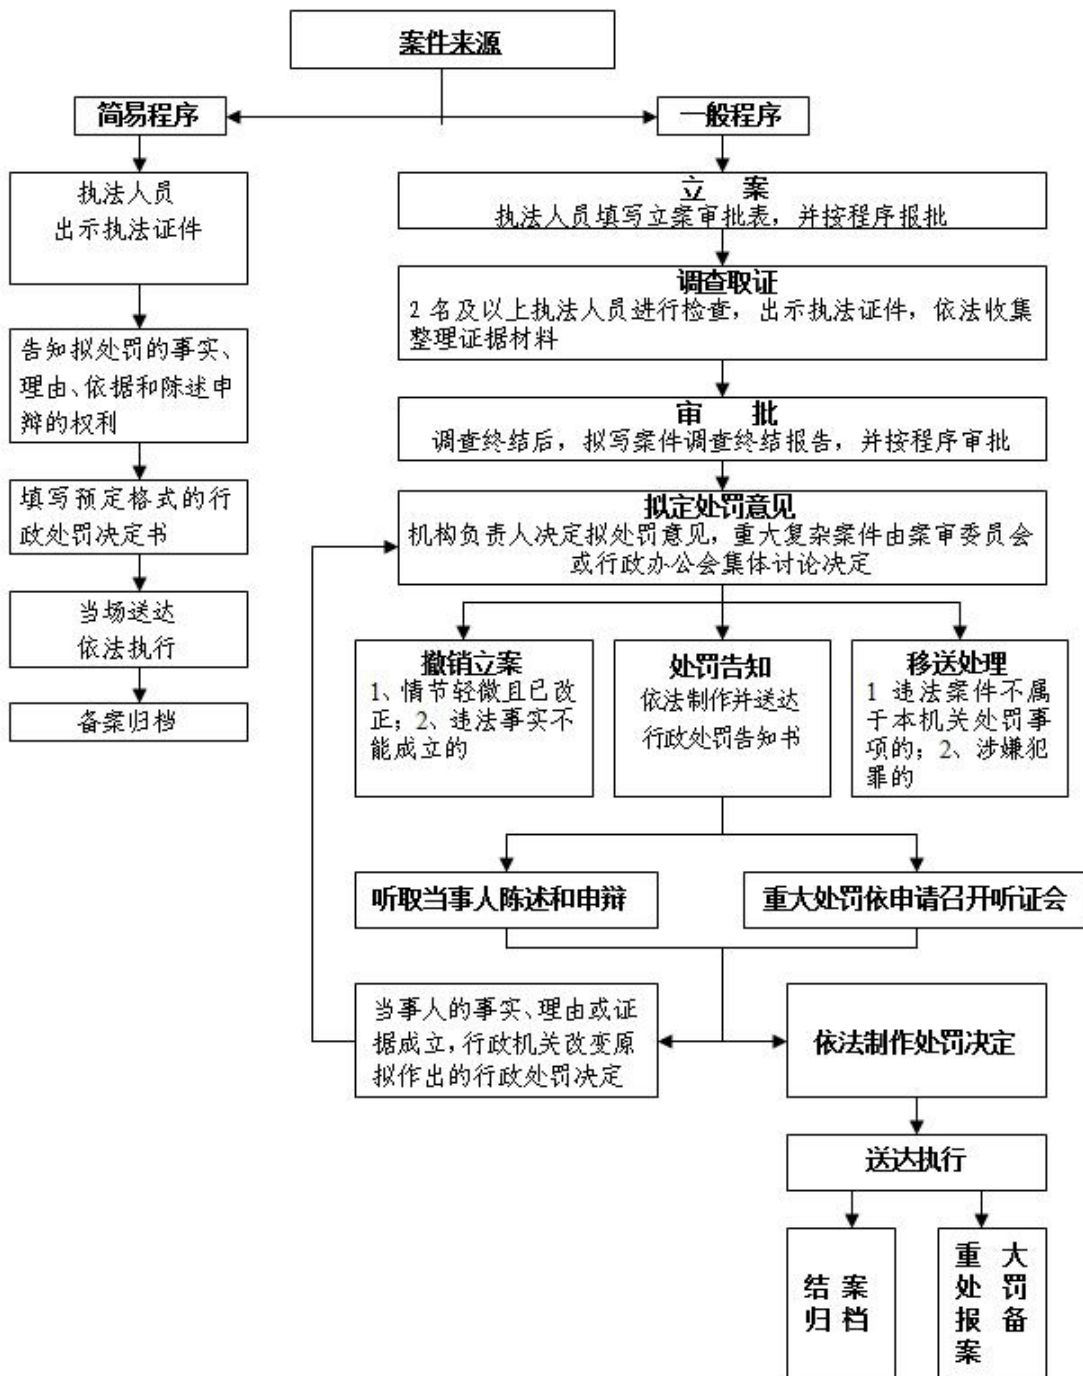 案件来源
简易程序
一般程序
执法人员
出示执法证件
告知拟处罚的事实、
理由、依据和陈述申
辩的权利
填写预定格式的行
政处罚决定书
当场送达
依法执行
备案归档
立 案
执法人员填写立案审批表，并按程序报批
调查取证
2 名及以上执法人员进行检查，出示执法证件，依法收集
整理证据材料
审 批
调查终结后，拟写案件调查终结报告，并按程序审批
拟定处罚意见
机构负责人决定拟处罚意见，重大复杂案件由案审委员会
或行政办公会集体讨论决定
撤销立案
1、情节轻微且已改
正；2、违法事实不
能成立的
处罚告知
依法制作并送达
行政处罚告知书
移送处理
1 违法案件不属
于本机关处罚事
项的；2、涉嫌犯
罪的
听取当事人陈述和申辩
重大处罚依申请召开听证会
当事人的事实、理由或证
据成立，行政机关改变原
拟作出的行政处罚决定
依法制作处罚决定
送达执行
结 案
归 档
重 大
处 罚
报 备
案